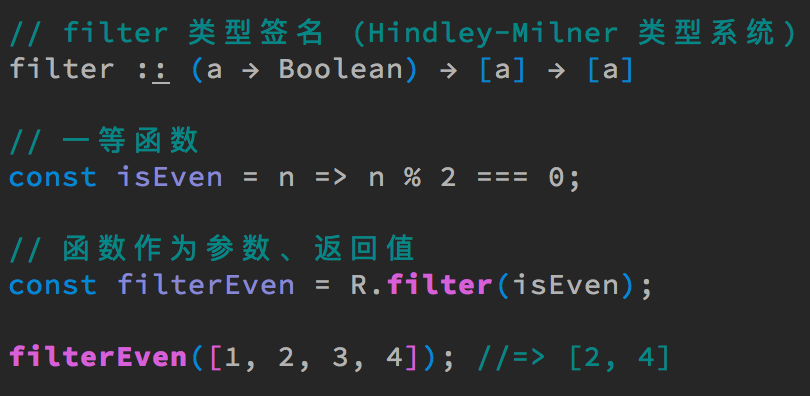 // filter 类型签名 (Hindley-Milner 类型系统)
filter :: (a → Boolean) → [a] → [a]
// 一等函数
const isEven = n => n % 2 === 0;
// 函数作为参数、返回值
const filterEven = R.filter(isEven);
filterEven([1, 2, 3, 4]); //=> [2, 4]